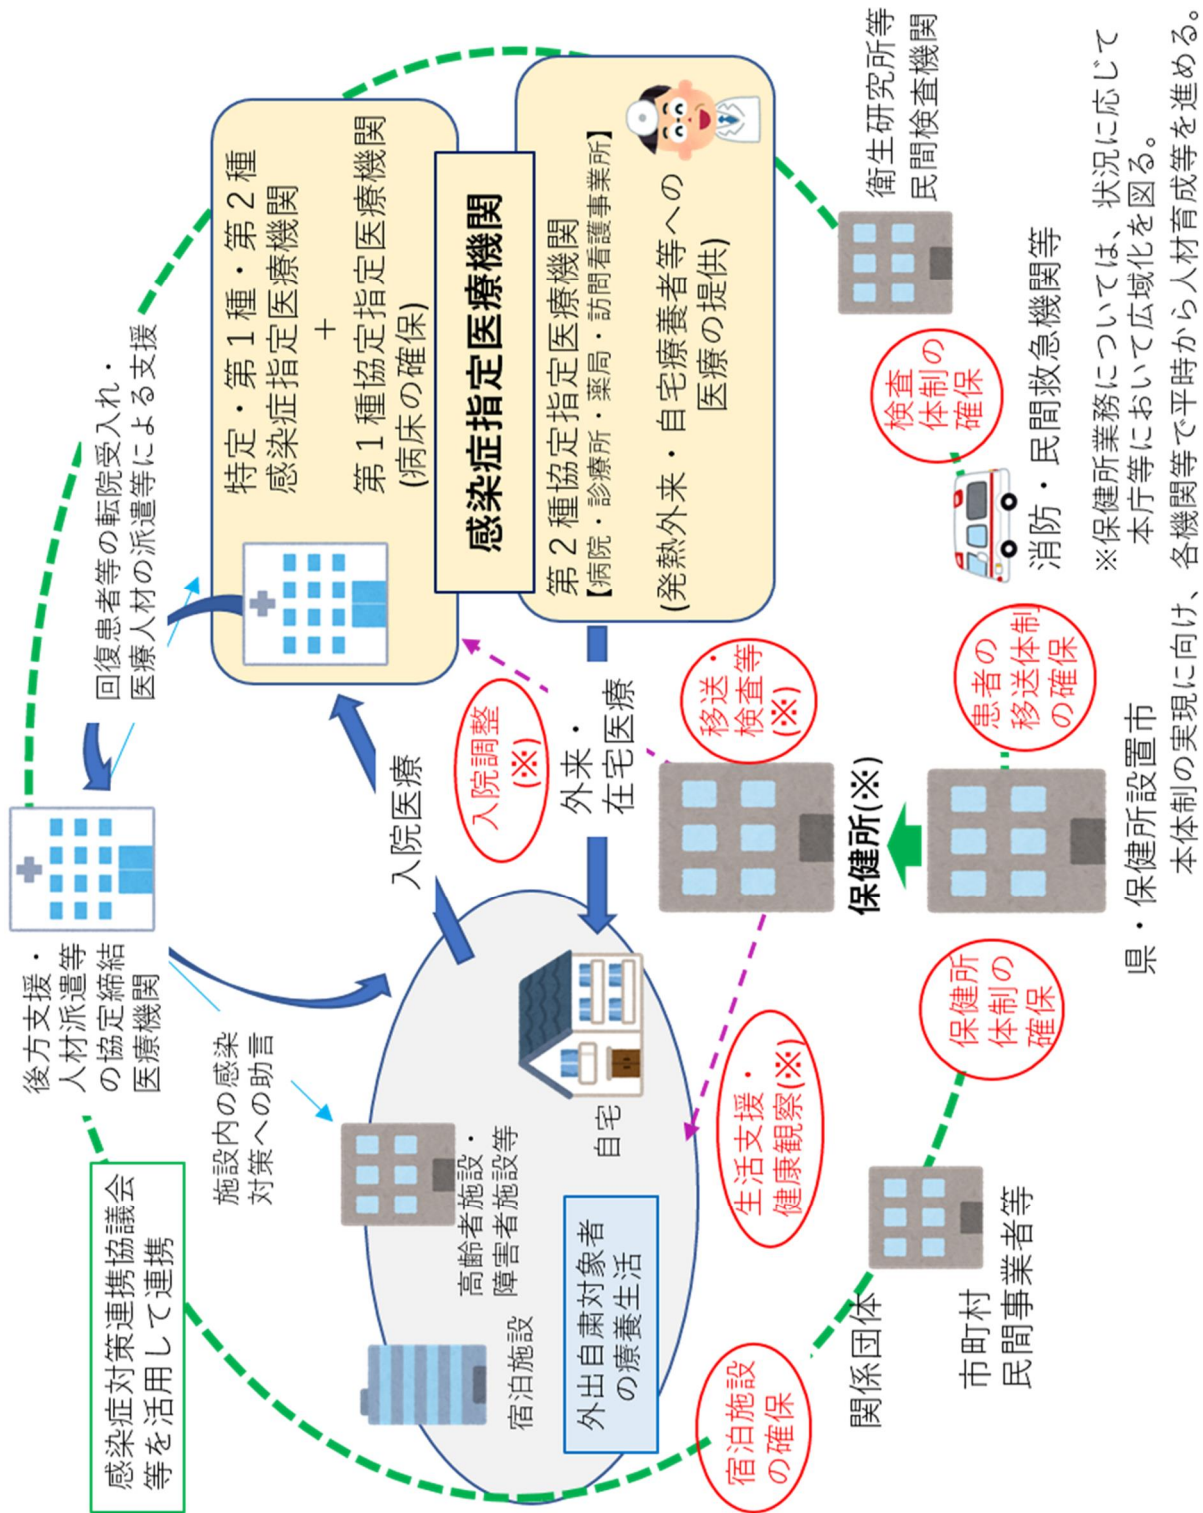 感染症対策連携協議会
等を活用して連携
後方支援・
人材派遣等
の協定締結
医療機関
回復患者等の転院受入れ・
医療人材の派遣等による支援
施設内の感染
対策への助言
入院医療
特定・第１種・第２種
感染症指定医療機関
＋
第１種協定指定医療機関
(病床の確保)
感染症指定医療機関
第２種協定指定医療機関
【病院・診療所・薬局・訪問看護事業所】
(発熱外来・自宅療養者等への
医療の提供)
宿泊施設
高齢者施設・
障害者施設等
自宅
外出自粛対象者
の療養生活
入院調整
(※)
外来・
在宅医療
生活支援・
健康観察(※)
移送・
検査等
(※)
保健所(※)
宿泊施設
の確保
関係団体
市町村
民間事業者等
保健所
体制の
確保
県・保健所設置市
患者の
移送体制
の確保
消防・民間救急機関等
検査
体制の
確保
衛生研究所等
民間検査機関
※保健所業務については、状況に応じて
本庁等において広域化を図る。
本体制の実現に向け、各機関等で平時から人材育成等を進める。